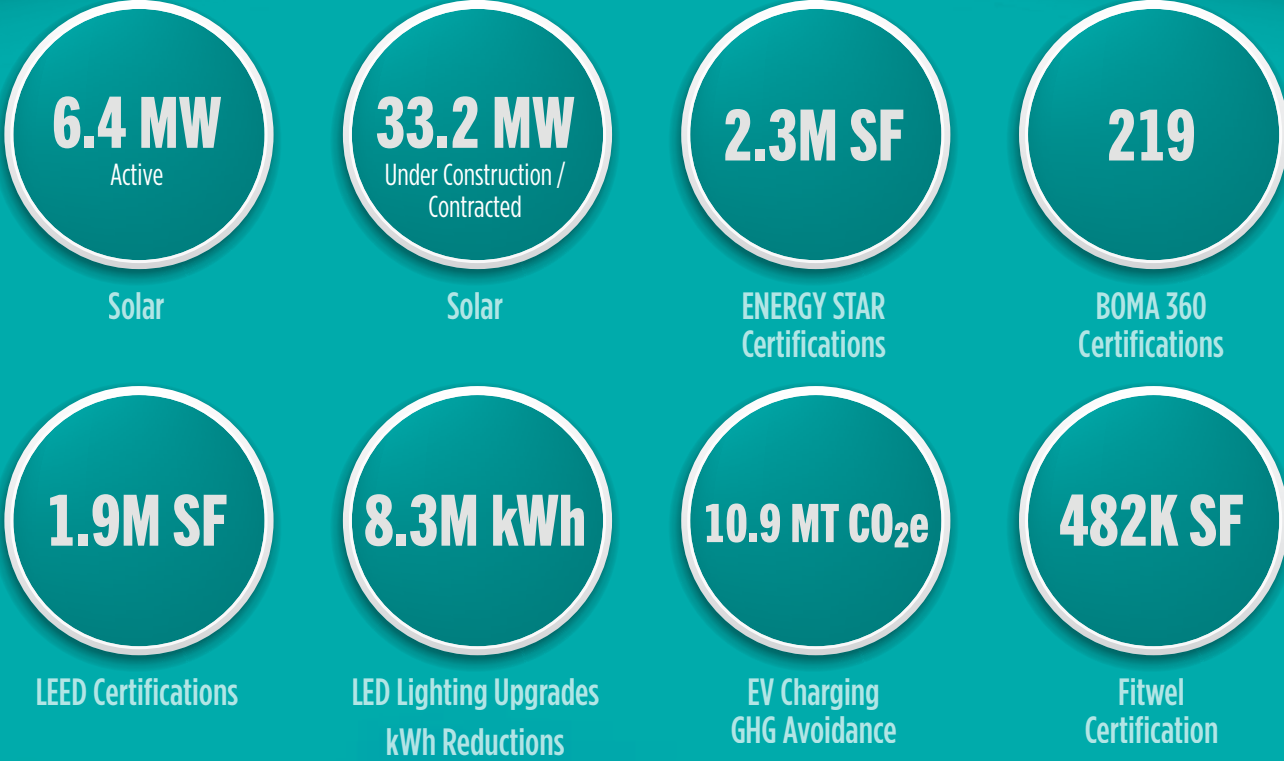 6.4 MW
Active
Solar
33.2 MW
Under Construction /
Contracted
Solar
2.3M SF
ENERGY STAR
Certifications
219
BOMA 360
Certifications
1.9M SF
LEED Certifications
8.3M kWh
LED Lighting Upgrades
kWh Reductions
10.9 MT CO₂e
EV Charging
GHG Avoidance
482K SF
Fitwel
Certification